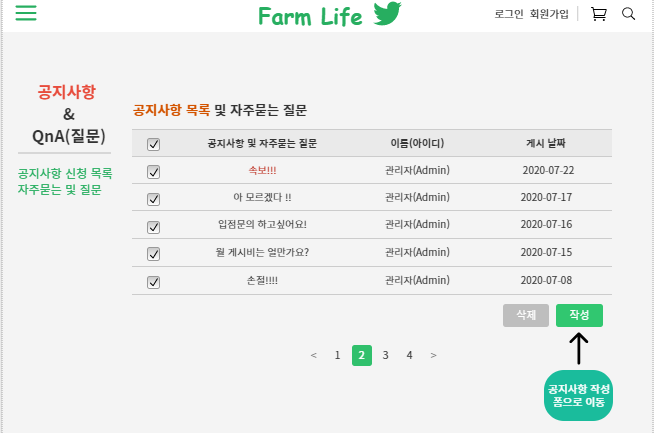 Farm Life
로그인 회원가입
공지사항
&
QnA(질문)
공지사항 신청 목록
자주묻는 및 질문
공지사항 목록 및 자주묻는 질문
공지사항 및 자주묻는 질문 이름(아이디) 게시 날짜
속보!!! 관리자(Admin) 2020-07-22
아 모르겠다 !! 관리자(Admin) 2020-07-17
입점문의 하고싶어요! 관리자(Admin) 2020-07-16
월 게시비는 얼만가요? 관리자(Admin) 2020-07-15
손절!!!! 관리자(Admin) 2020-07-08
삭제 작성
< 1 2 3 4 >
공지사항 작성
폼으로 이동